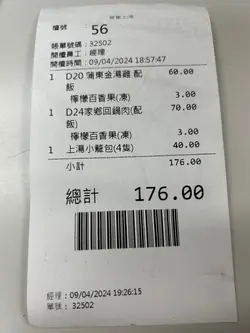 檯號 56
賬單號碼：32502
開檯員工：經理
開檯時間：09/04/2024 18:57:47
1 D20 蒲東金湯雞 配飯 60.00
檸檬百香果(凍) 3.00
1 D24家鄉回鍋肉(配飯) 70.00
檸檬百香果(凍) 3.00
1 上湯小籠包(4隻) 40.00
小計 176.00
總計 176.00
經理：09/04/2024 19:26:15
單號： 32502